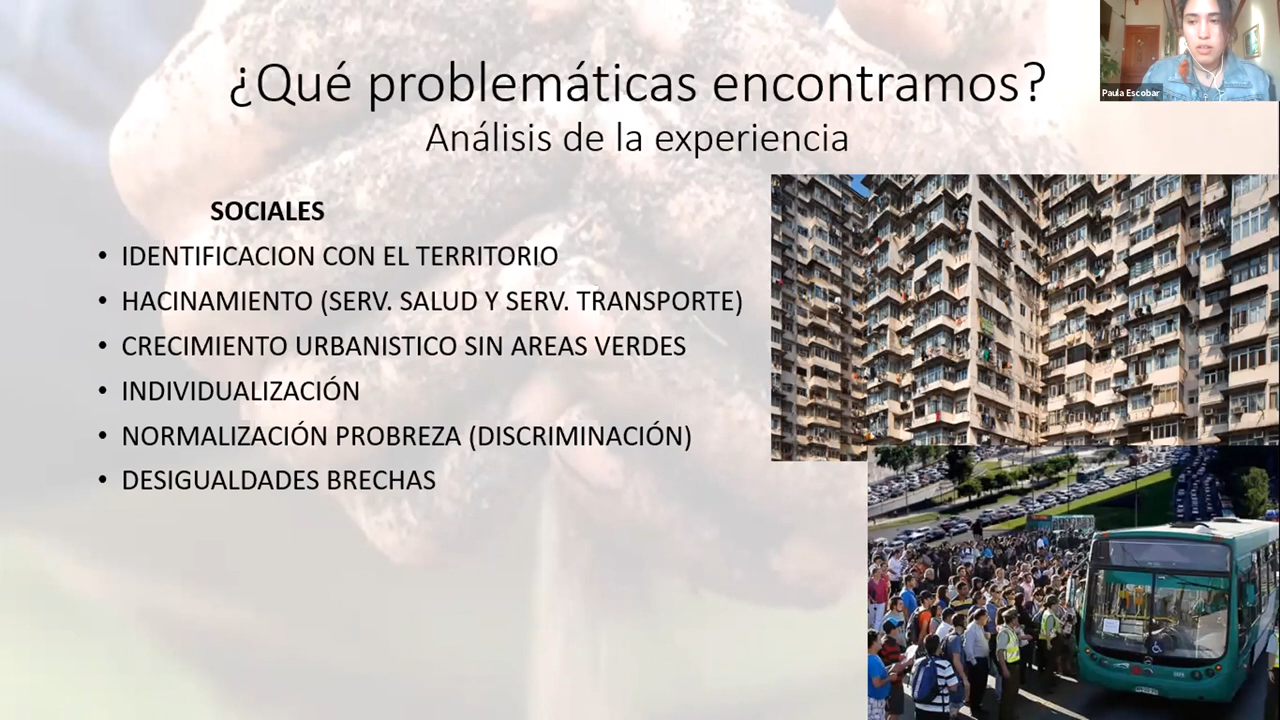 ¿Qué problemáticas encontramos?
Análisis de la experiencia
Paula Escobar
SOCIALES
• IDENTIFICACION CON EL TERRITORIO
• HACINAMIENTO (SERV. SALUD Y SERV. TRANSPORTE)
• CRECIMIENTO URBANISTICO SIN AREAS VERDES
• INDIVIDUALIZACIÓN
• NORMALIZACIÓN PROBREZA (DISCRIMINACIÓN)
• DESIGUALDADES BRECHAS